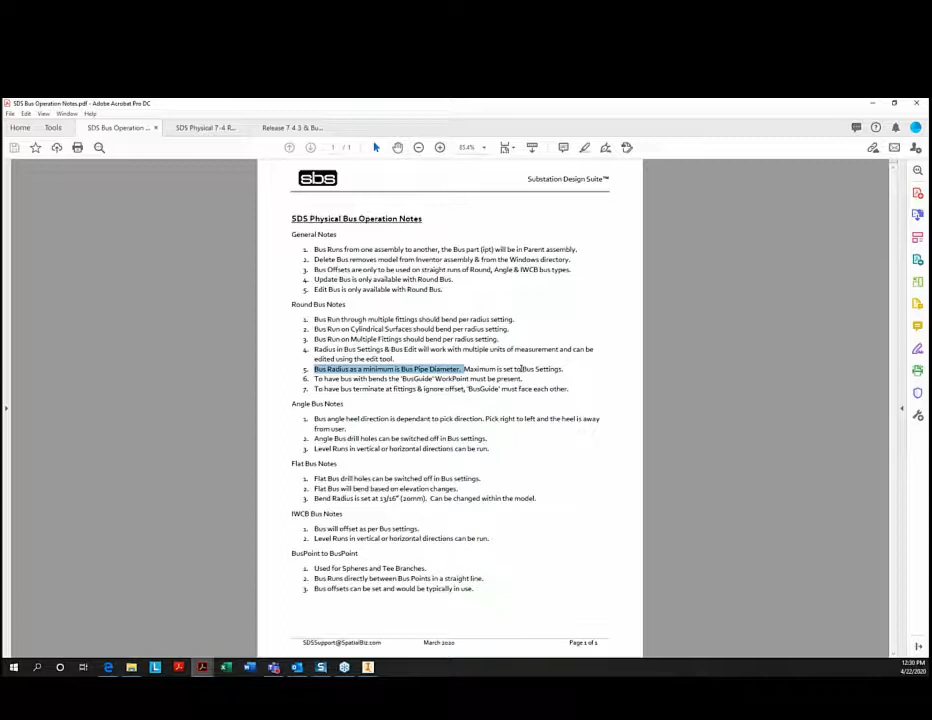 SDS Bus Operation Notes.pdf - Adobe Acrobat Pro DC
File Edit View Window Help
Home Tools SDS Bus Operation ... × SDS Physical 7-4 R... Release 7 4 3 & Bu...
1 / 1 85.4%
sbs Substation Design Suite™
SDS Physical Bus Operation Notes
General Notes
1. Bus Runs from one assembly to another, the Bus part (ipt) will be in Parent assembly.
2. Delete Bus removes model from Inventor assembly & from the Windows directory.
3. Bus Offsets are only to be used on straight runs of Round, Angle & IWCB bus types.
4. Update Bus is only available with Round Bus.
5. Edit Bus is only available with Round Bus.
Round Bus Notes
1. Bus Run through multiple fittings should bend per radius setting.
2. Bus Run on Cylindrical Surfaces should bend per radius setting.
3. Bus Run on Multiple Fittings should bend per radius setting.
4. Radius in Bus Settings & Bus Edit will work with multiple units of measurement and can be
edited using the edit tool.
5. Bus Radius as a minimum is Bus Pipe Diameter. Maximum is set to Bus Settings.
6. To have bus with bends the 'BusGuide' WorkPoint must be present.
7. To have bus terminate at fittings & ignore offset, 'BusGuide' must face each other.
Angle Bus Notes
1. Bus angle heel direction is dependant to pick direction. Pick right to left and the heel is away
from user.
2. Angle Bus drill holes can be switched off in Bus settings.
3. Level Runs in vertical or horizontal directions can be run.
Flat Bus Notes
1. Flat Bus drill holes can be switched off in Bus settings.
2. Flat Bus will bend based on elevation changes.
3. Bend Radius is set at 13/16" (20mm). Can be changed within the model.
IWCB Bus Notes
1. Bus will offset as per Bus settings.
2. Level Runs in vertical or horizontal directions can be run.
BusPoint to BusPoint
1. Used for Spheres and Tee Branches.
2. Bus Runs directly between Bus Points in a straight line.
3. Bus offsets can be set and would be typically in use.
SDSSupport@SpatialBiz.com March 2020 Page 1 of 1
12:30 PM
4/22/2020